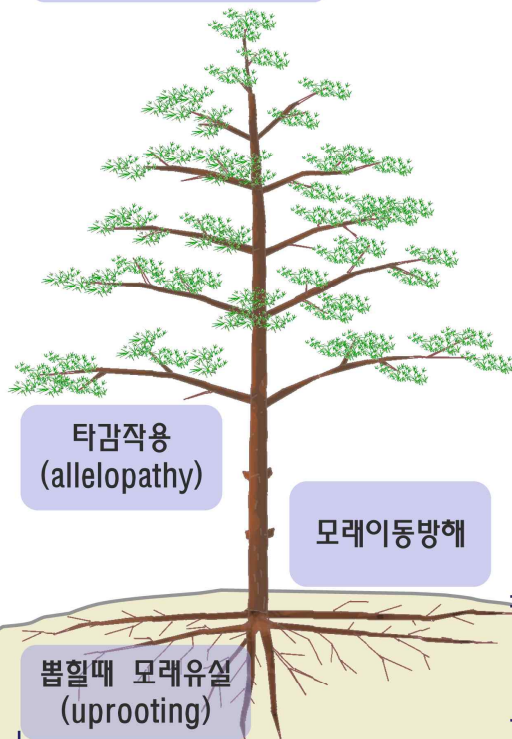 타감작용
(allelopathy)
모래이동방해
뽑힐때 모래유실
(uprooting)